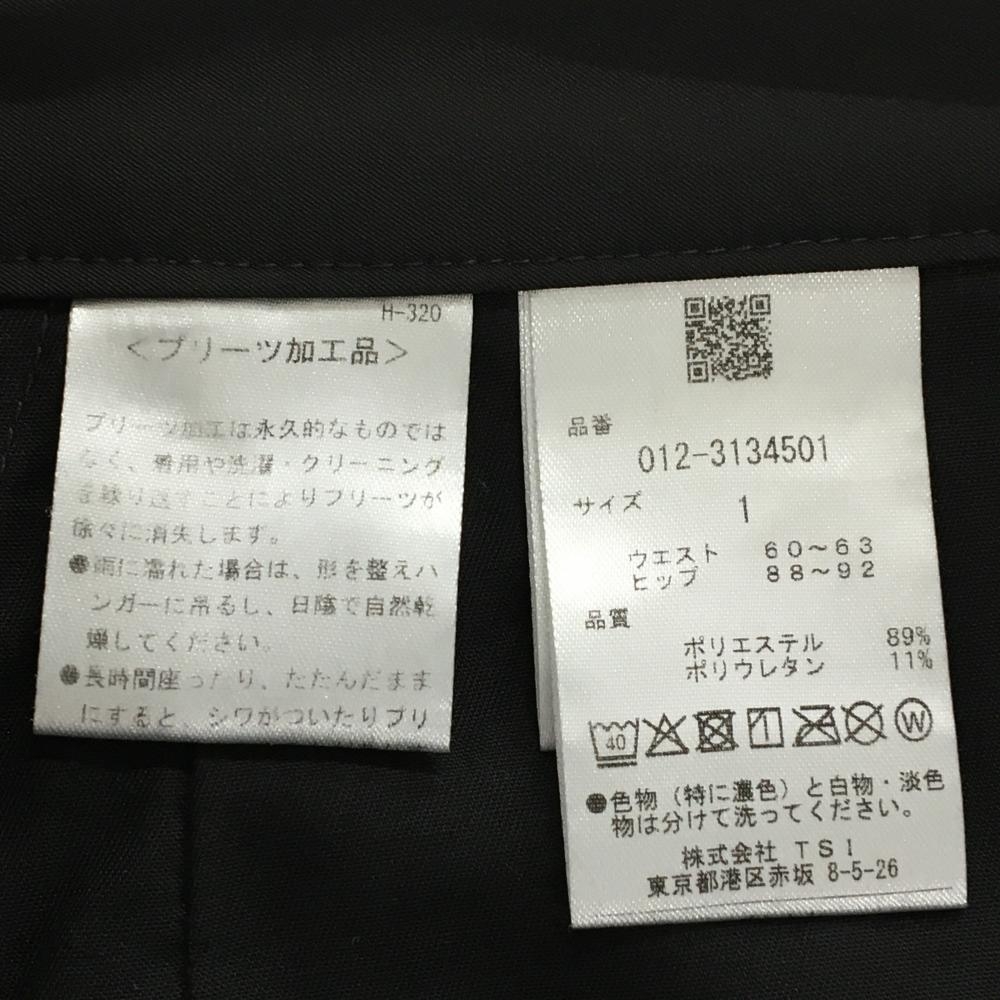 H-320
<プリーツ加工品>
プリーツ加工は永久的なものでは
なく、着用や洗濯・クリーニング
を繰り返すことによりプリーツが
徐々に消失します。
●雨に濡れた場合は、形を整えハ
ンガーに吊るし、日陰で自然乾
燥してください。
●長時間座ったり、たたんだまま
にすると、シワがついたりプリ
品番
012-3134501
サイズ 1
ウエスト 60~63
ヒップ 88~92
品質
ポリエステル 89%
ポリウレタン 11%
40 W
●色物(特に濃色)と白物・淡色
物は分けて洗ってください。
株式会社 TSI
東京都港区赤坂 8-5-26